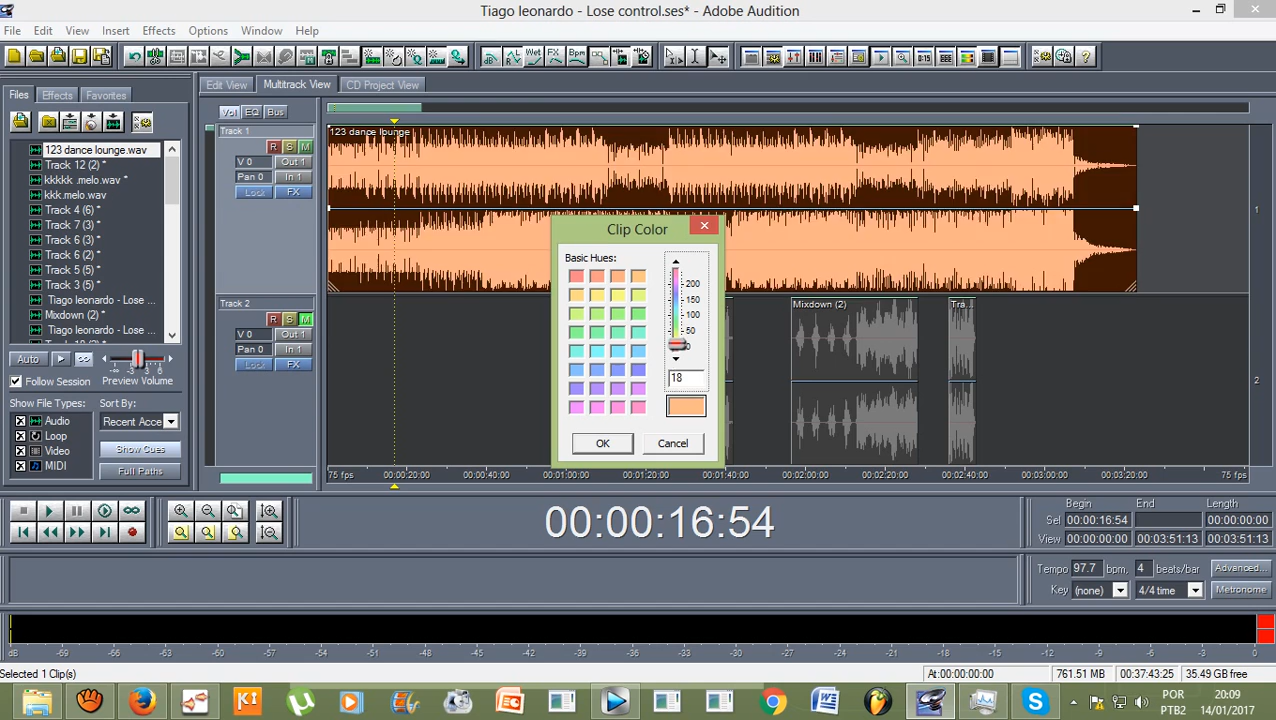 Tiago leonardo - Lose control.ses* - Adobe Audition
File Edit View Insert Effects Options Window Help
Wet FX Bpm 0:15
Files Effects Favorites
Edit View Multitrack View CD Project View
123 dance lounge.wav
Track 12 (2) *
kkkkk .melo.wav *
kkk.melo.wav
Track 4 (6) *
Track 7 (3) *
Track 6 (3) *
Track 6 (2) *
Track 5 (5) *
Track 3 (5) *
Tiago leonardo - Lose ...
Mixdown (2) *
Tiago leonardo - Lose ...
Auto
-∞ -3 3 6
Follow Session Preview Volume
Show File Types: Sort By:
Audio
Recent Acce
Loop
Video
Show Cues
MIDI
Full Paths
Vol EQ Bus
Track 1
R S M
V 0 Out 1
Pan 0 In 1
Lock FX
Track 2
R S M
V 0 Out 1
Pan 0 In 1
Lock FX
123 dance lounge
1
Mixdown (2)
Tra...
2
Clip Color
Basic Hues:
200
150
100
50
0
18
OK Cancel
75 fps 00:00:20:00 00:00:40:00 00:01:00:00 00:01:20:00 00:01:40:00 00:02:00:00 00:02:20:00 00:02:40:00 00:03:00:00 00:03:20:00 75 fps
00:00:16:54
Begin End Length
Sel 00:00:16:54 00:00:00:00
View 00:00:00:00 00:03:51:13 00:03:51:13
Tempo 97.7 bpm, 4 beats/bar Advanced...
Key (none) 4/4 time Metronome
dB -69 -66 -63 -60 -57 -54 -51 -48 -45 -42 -39 -36 -33 -30 -27 -24 -21 -18 -15 -12 -9 -6 -3 0
Selected 1 Clip(s) At:00:00:00:00 761.51 MB 00:37:43:25 35.49 GB free
POR 20:09
PTB2 14/01/2017